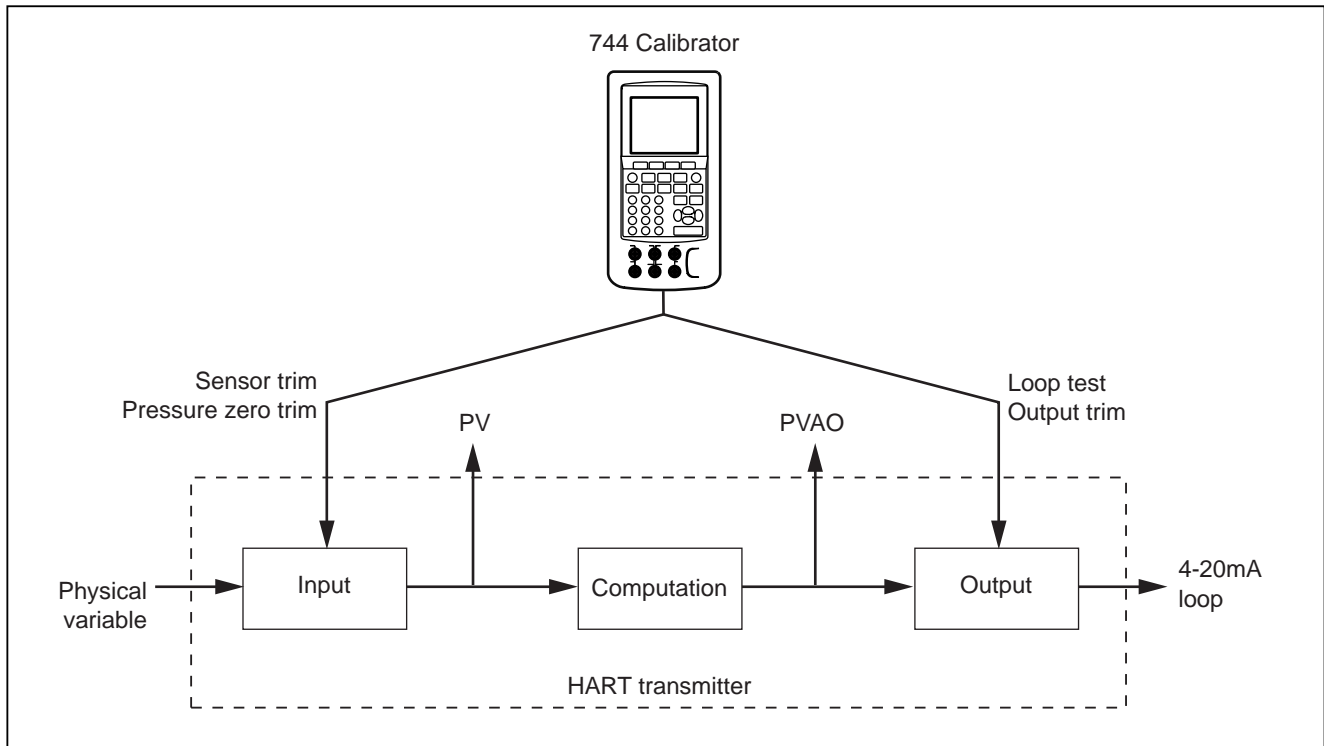 744 Calibrator
Sensor trim
Pressure zero trim
Loop test
Output trim
PV
PVAO
Physical
variable
Input
Computation
Output
4-20mA
loop
HART transmitter